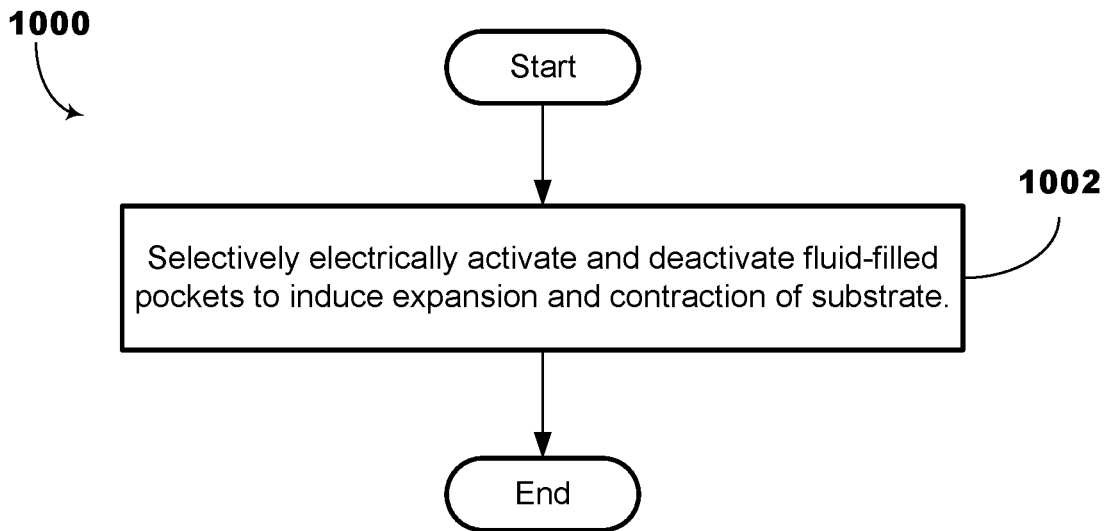 1000
Start
1002
Selectively electrically activate and deactivate fluid-filled
pockets to induce expansion and contraction of substrate.
End